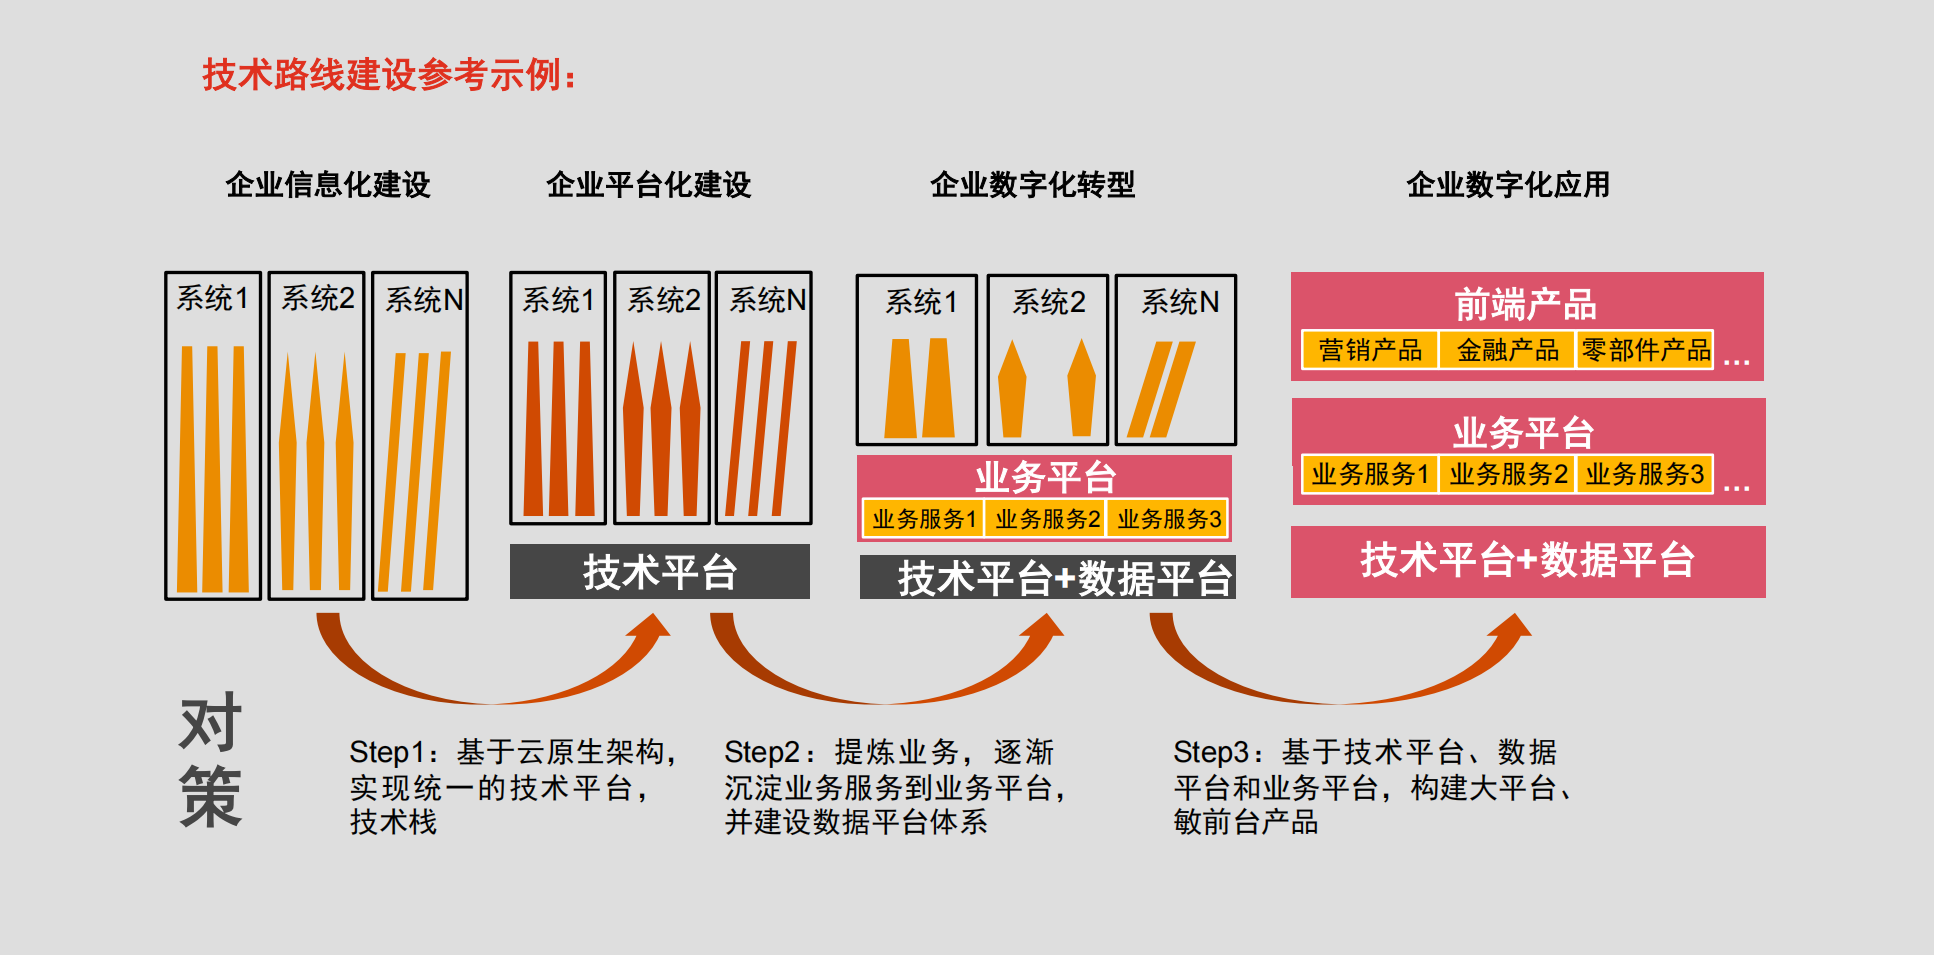 技术路线建设参考示例：
企业信息化建设
企业平台化建设
企业数字化转型
企业数字化应用
系统1
系统2
系统N
系统1
系统2
系统N
技术平台
系统1
系统2
系统N
业务平台
业务服务1
业务服务2
业务服务3
技术平台+数据平台
前端产品
营销产品
金融产品
零部件产品
...
业务平台
业务服务1
业务服务2
业务服务3
...
技术平台+数据平台
对
策
Step1：基于云原生架构，
实现统一的技术平台，
技术栈
Step2：提炼业务，逐渐
沉淀业务服务到业务平台，
并建设数据平台体系
Step3：基于技术平台、数据
平台和业务平台，构建大平台、
敏前台产品